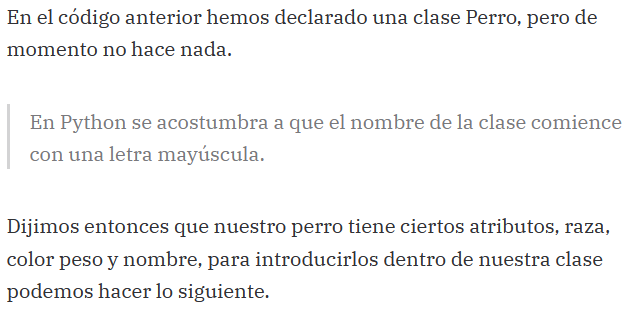 En el código anterior hemos declarado una clase Perro, pero de
momento no hace nada.
En Python se acostumbra a que el nombre de la clase comience
con una letra mayúscula.
Dijimos entonces que nuestro perro tiene ciertos atributos, raza,
color peso y nombre, para introducirlos dentro de nuestra clase
podemos hacer lo siguiente.